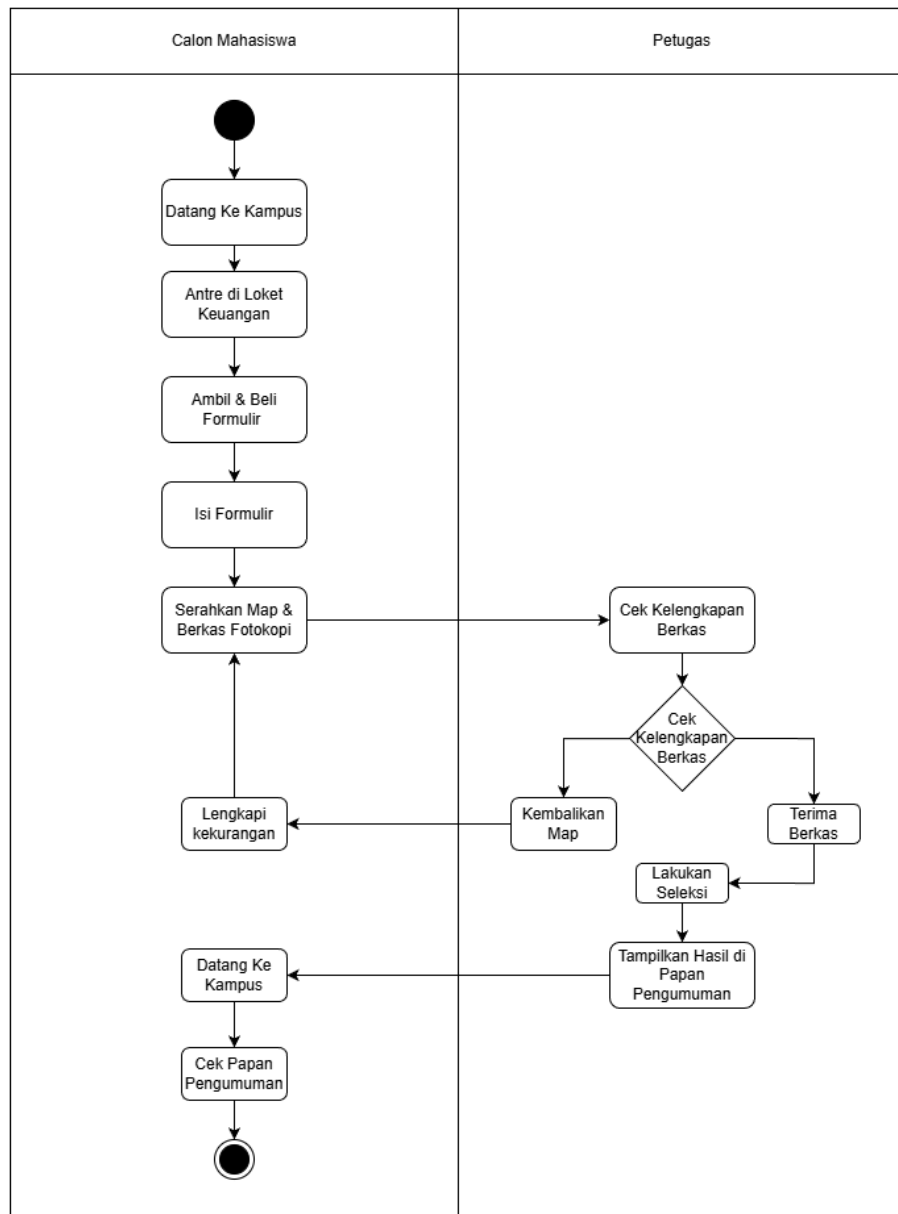 Calon Mahasiswa
Petugas
Datang Ke Kampus
Antre di Loket
Keuangan
Ambil & Beli
Formulir
Isi Formulir
Serahkan Map &
Berkas Fotokopi
Cek Kelengkapan
Berkas
Cek
Kelengkapan
Berkas
Lengkapi
kekurangan
Kembalikan
Map
Terima
Berkas
Lakukan
Seleksi
Tampilkan Hasil di
Papan
Pengumuman
Datang Ke
Kampus
Cek Papan
Pengumuman